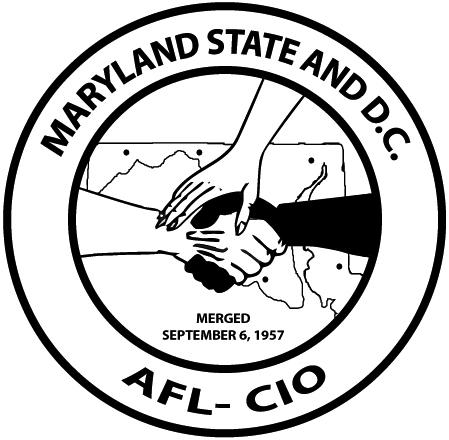 MARYLAND STATE AND D.C.
MERGED
SEPTEMBER 6, 1957
AFL- CIO